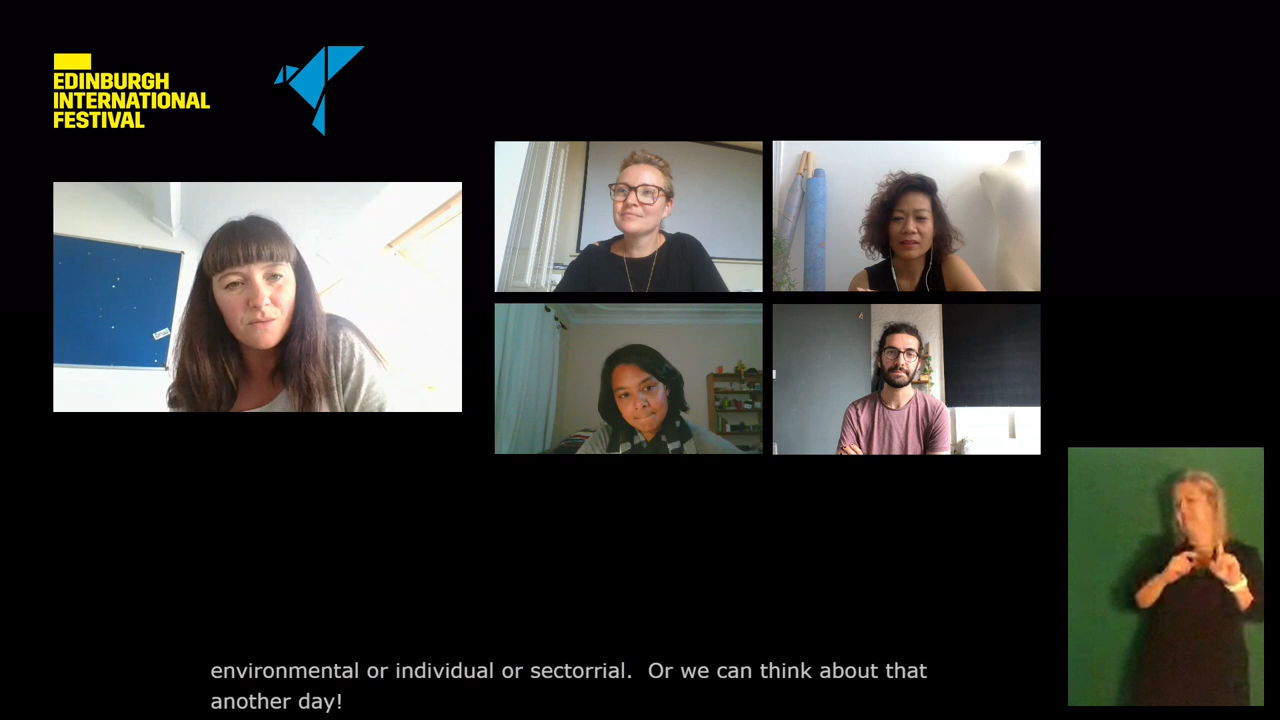 EDINBURGH
INTERNATIONAL
FESTIVAL
environmental or individual or sectorrial.  Or we can think about that
another day!